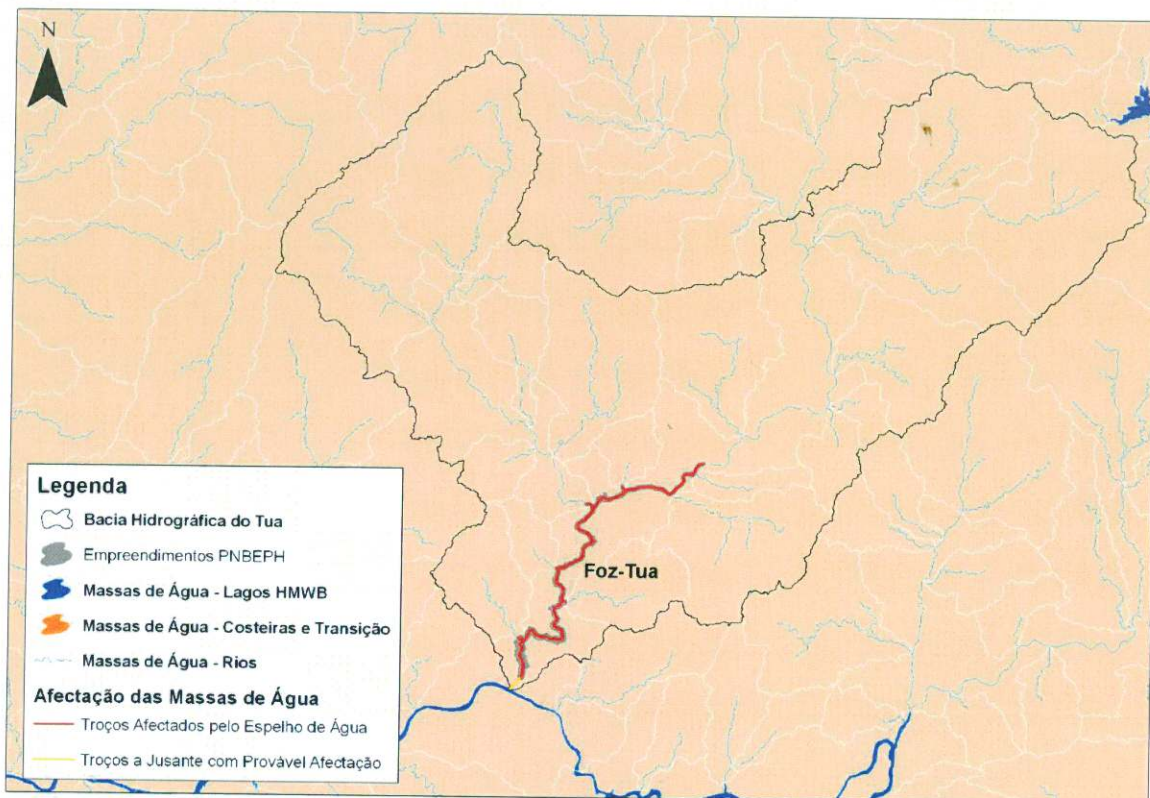 N
Foz-Tua
Legenda
Bacia Hidrográfica do Tua
Empreendimentos PNBEPH
Massas de Água - Lagos HMWB
Massas de Água - Costeiras e Transição
Massas de Água - Rios
Afectação das Massas de Água
Troços Afectados pelo Espelho de Água
Troços a Jusante com Provável Afectação